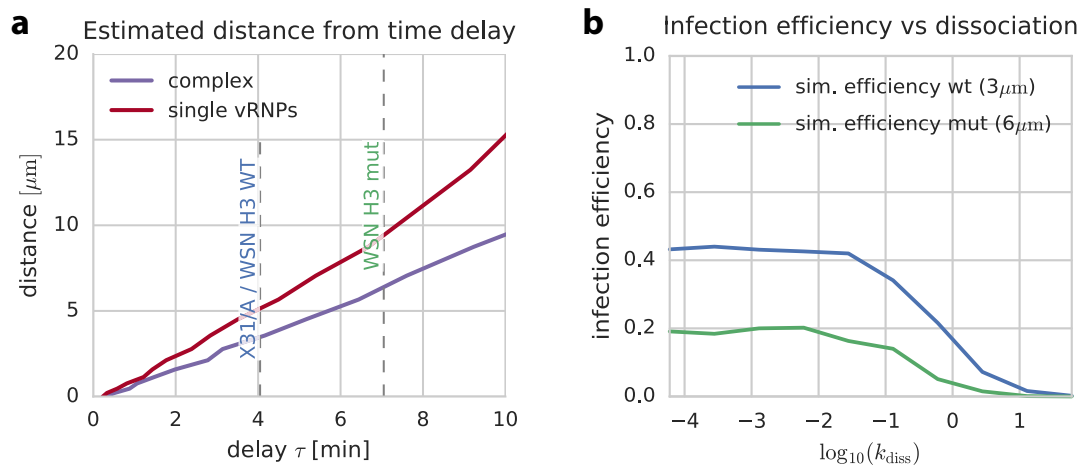 a
Estimated distance from time delay
20
15
10
5
0
distance [μm]
complex
single vRNPs
X31/A / WSN H3 WT
WSN H3 mut
0 2 4 6 8 10
delay τ [min]
b
Infection efficiency vs dissociation
1.0
0.8
0.6
0.4
0.2
0.0
infection efficiency
sim. efficiency wt (3μm)
sim. efficiency mut (6μm)
−4 −3 −2 −1 0 1
log₁₀(k_diss)